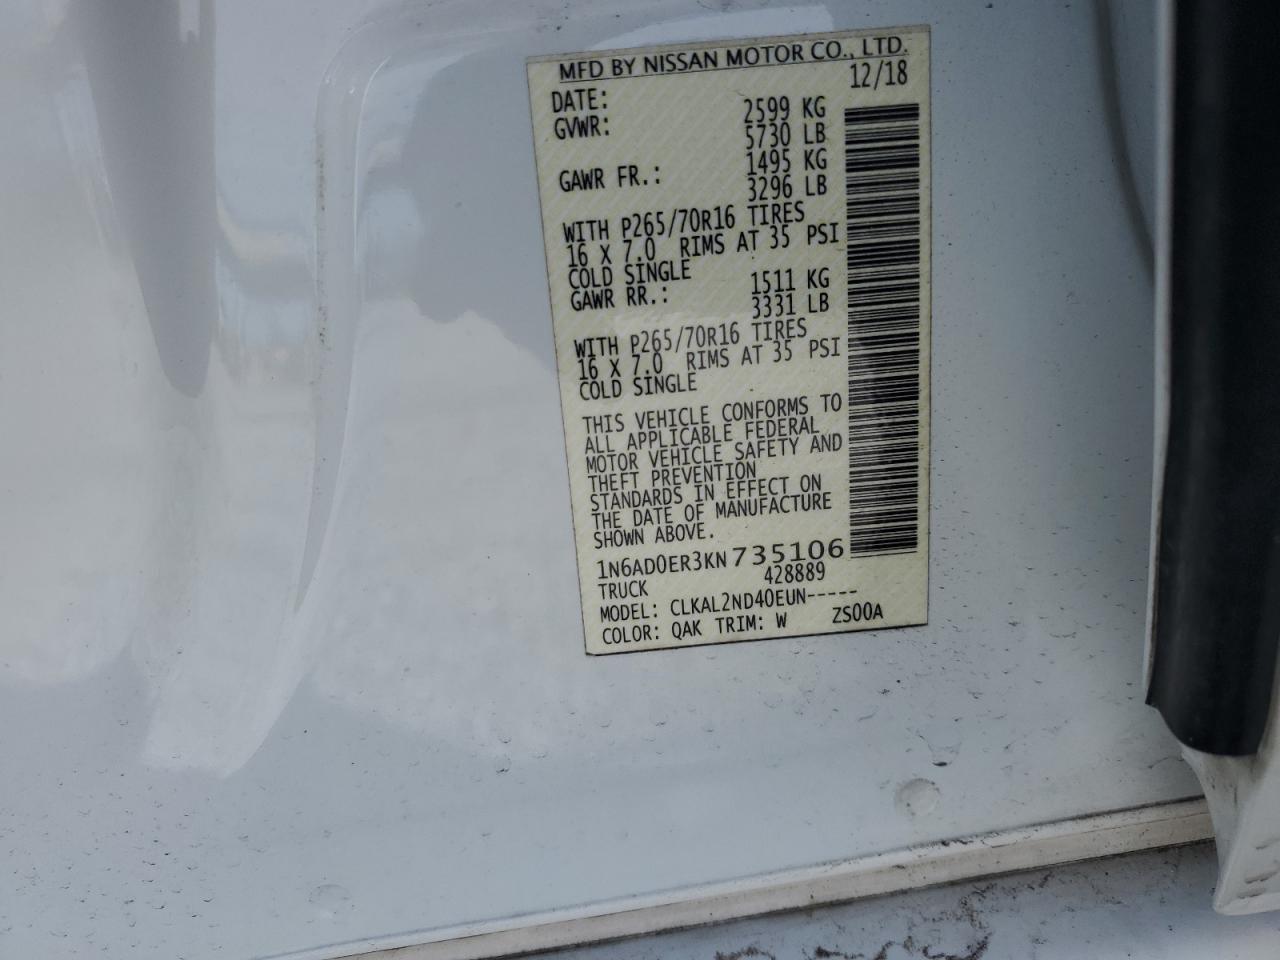 MFD BY NISSAN MOTOR CO., LTD.
DATE: 12/18
GVWR: 2599 KG
5730 LB
GAWR FR.: 1495 KG
3296 LB
WITH P265/70R16 TIRES
16 X 7.0 RIMS AT 35 PSI
COLD SINGLE
GAWR RR.: 1511 KG
3331 LB
WITH P265/70R16 TIRES
16 X 7.0 RIMS AT 35 PSI
COLD SINGLE
THIS VEHICLE CONFORMS TO
ALL APPLICABLE FEDERAL
MOTOR VEHICLE SAFETY AND
THEFT PREVENTION
STANDARDS IN EFFECT ON
THE DATE OF MANUFACTURE
SHOWN ABOVE.
1N6AD0ER3KN735106
TRUCK 428889
MODEL: CLKAL2ND40EUN-----
COLOR: QAK TRIM: W ZS00A